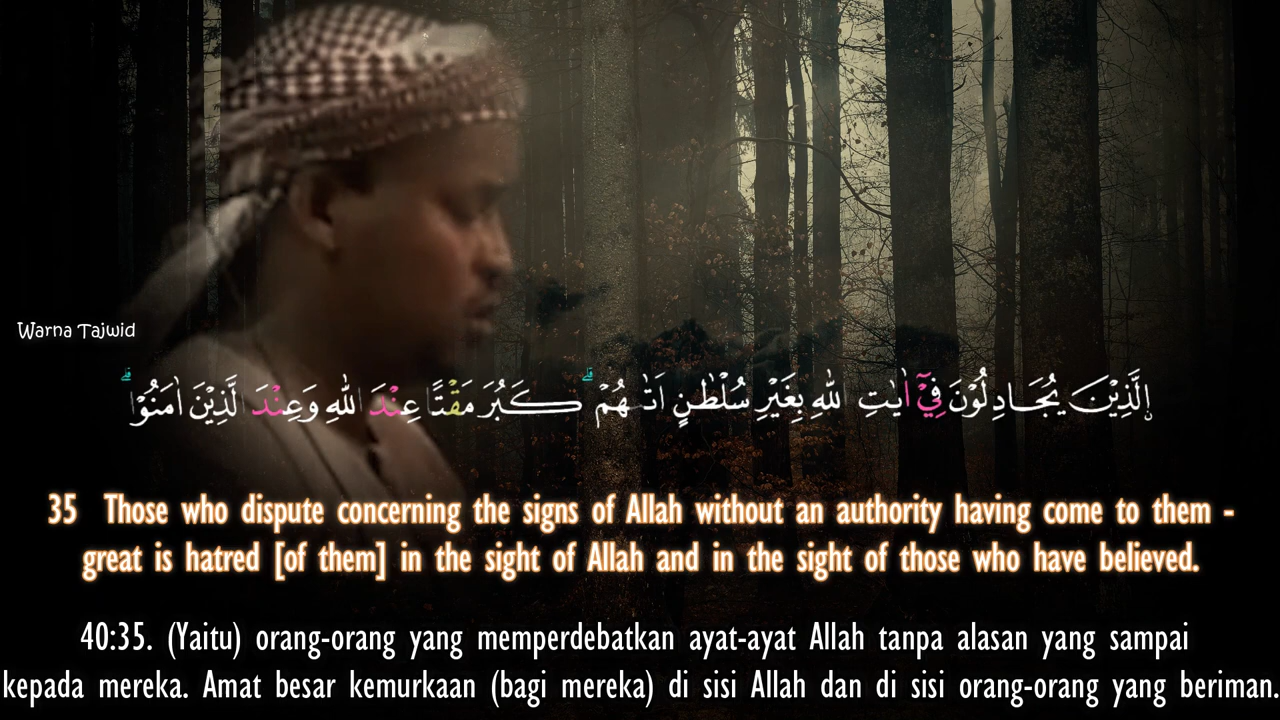 Warna Tajwid
اِلَّذِيْنَ يُجَادِلُوْنَ فِيْٓ اٰيٰتِ اللّٰهِ بِغَيْرِ سُلْطٰنٍ اَتٰىهُمْ ۗ كَبُرَ مَقْتًا عِنْدَ اللّٰهِ وَعِنْدَ الَّذِيْنَ اٰمَنُوْا ۗ
35 Those who dispute concerning the signs of Allah without an authority having come to them -
great is hatred [of them] in the sight of Allah and in the sight of those who have believed.
40:35. (Yaitu) orang-orang yang memperdebatkan ayat-ayat Allah tanpa alasan yang sampai
kepada mereka. Amat besar kemurkaan (bagi mereka) di sisi Allah dan di sisi orang-orang yang beriman.